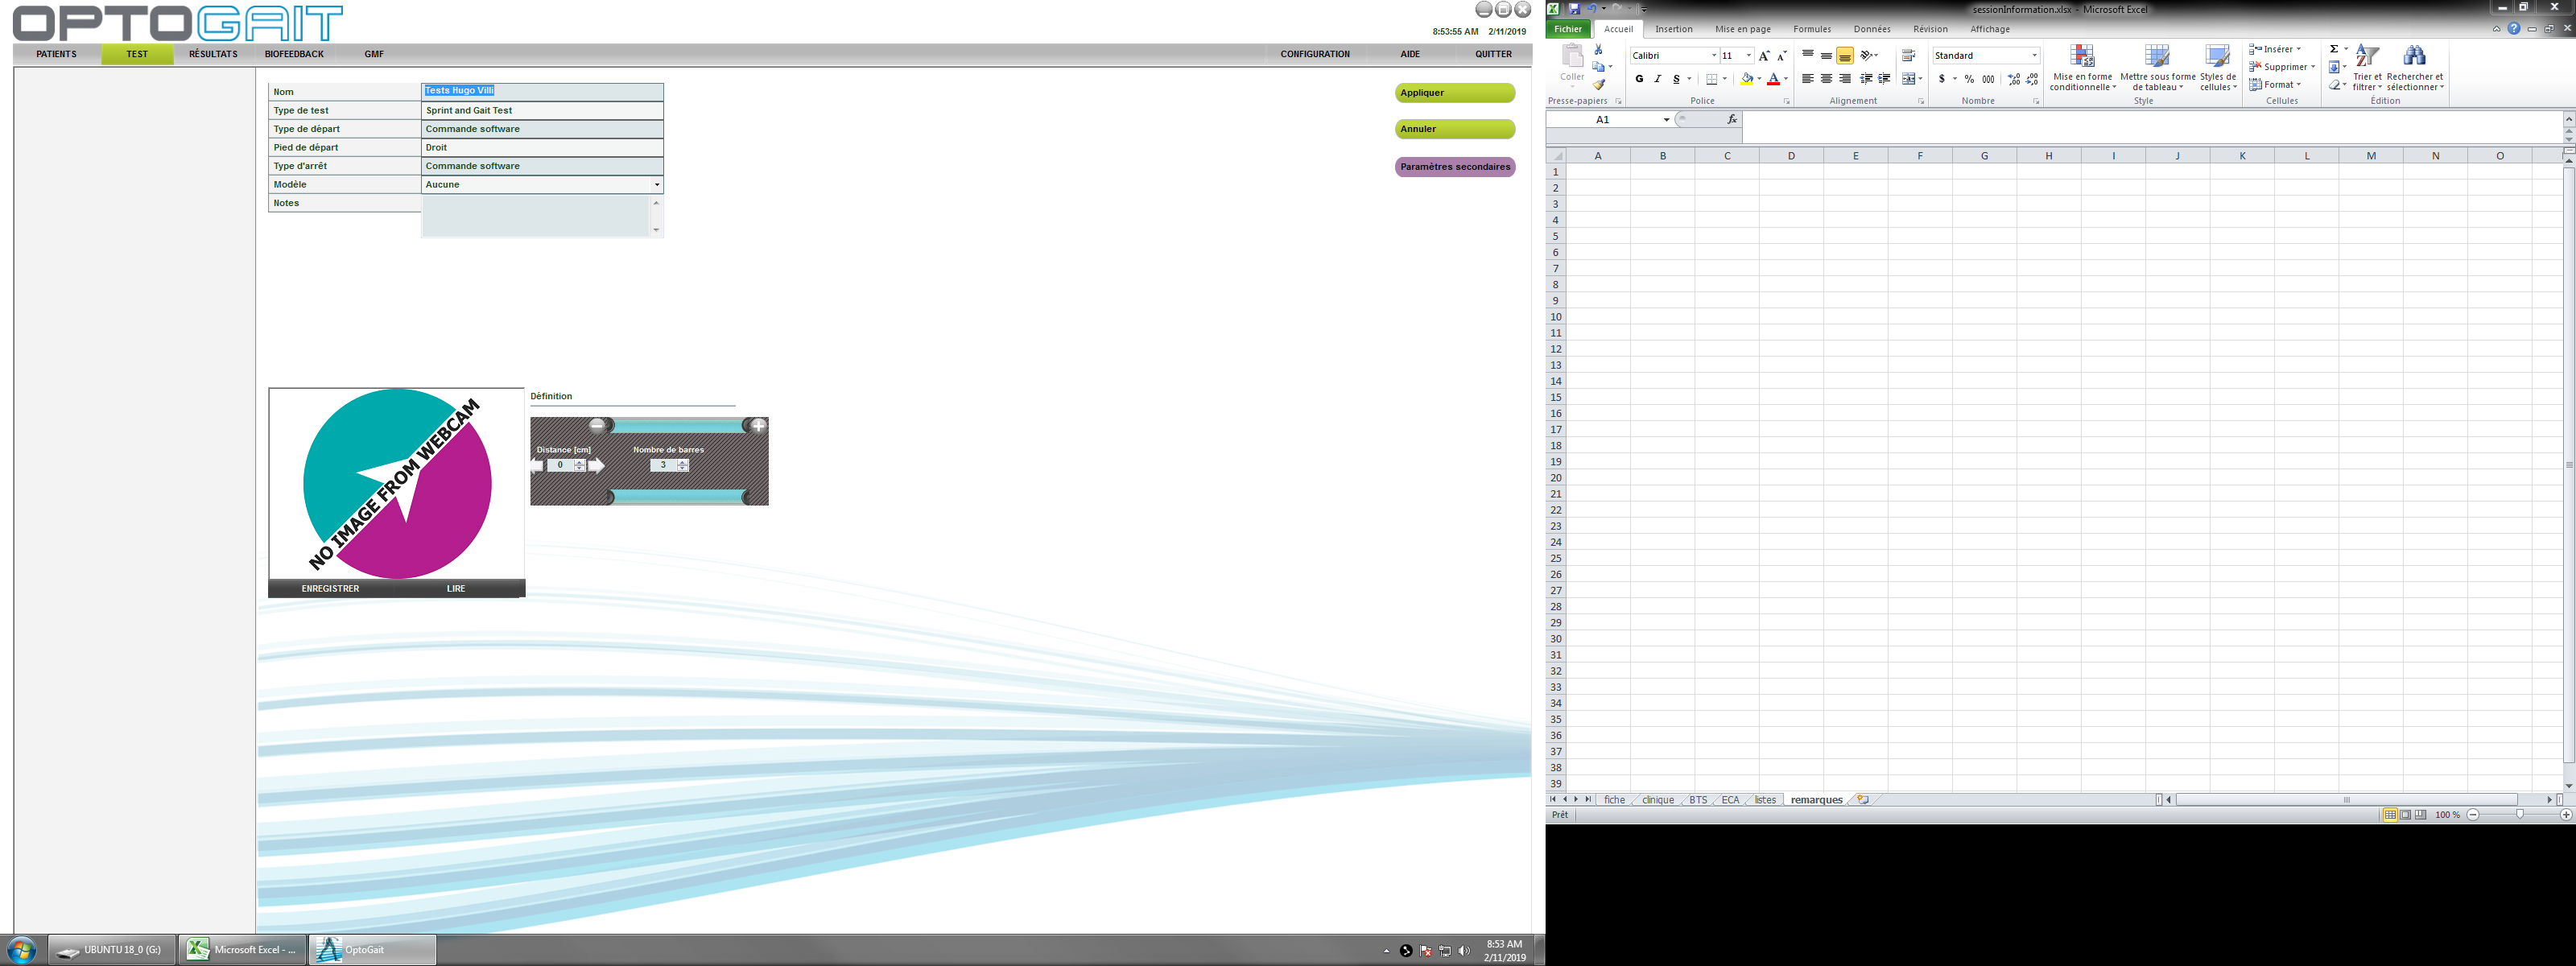 OPTOGAIT
8:53:55 AM 2/11/2019
PATIENTS TEST RÉSULTATS BIOFEEDBACK GMF CONFIGURATION AIDE QUITTER
Nom Tests Hugo Villi
Type de test Sprint and Gait Test
Type de départ Commande software
Pied de départ Droit
Type d'arrêt Commande software
Modèle Aucune
Notes
Appliquer
Annuler
Paramètres secondaires
NO IMAGE FROM WEBCAM
ENREGISTRER LIRE
Définition
Distance [cm] Nombre de barres
0 3
UBUNTU 18_0 (G:) Microsoft Excel - ... OptoGait
8:53 AM
2/11/2019
sessionInformation.xlsx - Microsoft Excel
Fichier Accueil Insertion Mise en page Formules Données Révision Affichage
Coller
Presse-papiers
Calibri 11
G I S
Police
Alignement
Standard
$ % 000
Nombre
Mise en forme conditionnelle
Mettre sous forme de tableau
Styles de cellules
Style
Insérer
Supprimer
Format
Cellules
Trier et filtrer
Rechercher et sélectionner
Édition
A1 fx
A B C D E F G H I J K L M N O
1
2
3
4
5
6
7
8
9
10
11
12
13
14
15
16
17
18
19
20
21
22
23
24
25
26
27
28
29
30
31
32
33
34
35
36
37
38
39
fiche clinique BTS ECA listes remarques
Prêt 100 %